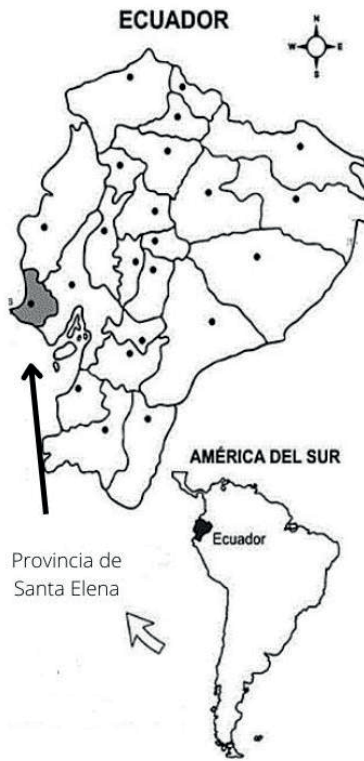 ECUADOR
N
W E
S
Provincia de
Santa Elena
AMÉRICA DEL SUR
Ecuador